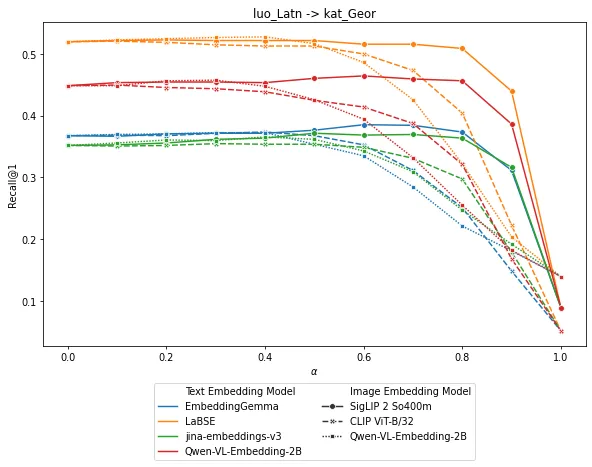 luo_Latn -> kat_Geor
Recall@1
0.5
0.4
0.3
0.2
0.1
0.0 0.2 0.4 0.6 0.8 1.0
α
Text Embedding Model Image Embedding Model
EmbeddingGemma SigLIP 2 So400m
LaBSE CLIP ViT-B/32
jina-embeddings-v3 Qwen-VL-Embedding-2B
Qwen-VL-Embedding-2B